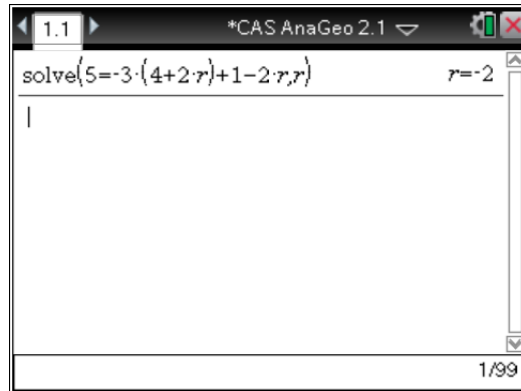 1.1
*CAS AnaGeo 2.1
solve(5=-3·(4+2·r)+1−2·r,r)
r=-2
1/99